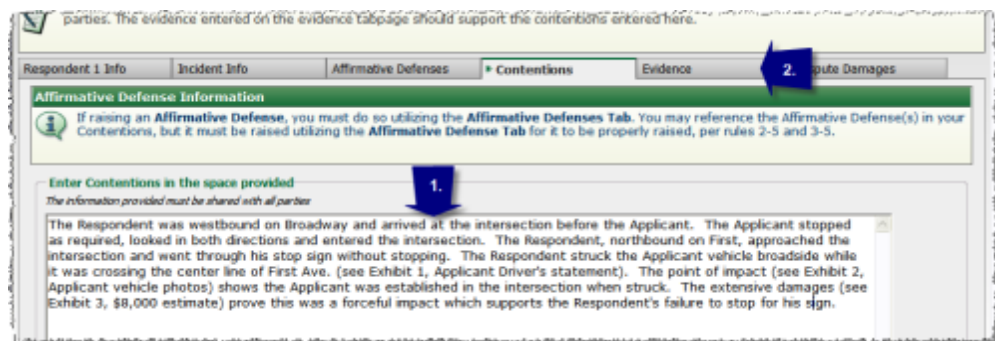 parties. The evidence entered on the evidence tabpage should support the contentions entered here.
Respondent 1 Info Incident Info Affirmative Defenses Contentions Evidence 2. pute Damages
Affirmative Defense Information
If raising an Affirmative Defense, you must do so utilizing the Affirmative Defenses Tab. You may reference the Affirmative Defense(s) in your
Contentions, but it must be raised utilizing the Affirmative Defense Tab for it to be properly raised, per rules 2-5 and 3-5.
Enter Contentions in the space provided
1.
The information provided must be shared with all parties
The Respondent was westbound on Broadway and arrived at the intersection before the Applicant. The Applicant stopped
as required, looked in both directions and entered the intersection. The Respondent, northbound on First, approached the
intersection and went through his stop sign without stopping. The Respondent struck the Applicant vehicle broadside while
it was crossing the center line of First Ave. (see Exhibit 1, Applicant Driver's statement). The point of impact (see Exhibit 2,
Applicant vehicle photos) shows the Applicant was established in the intersection when struck. The extensive damages (see
Exhibit 3, $8,000 estimate) prove this was a forceful impact which supports the Respondent's failure to stop for his sign.